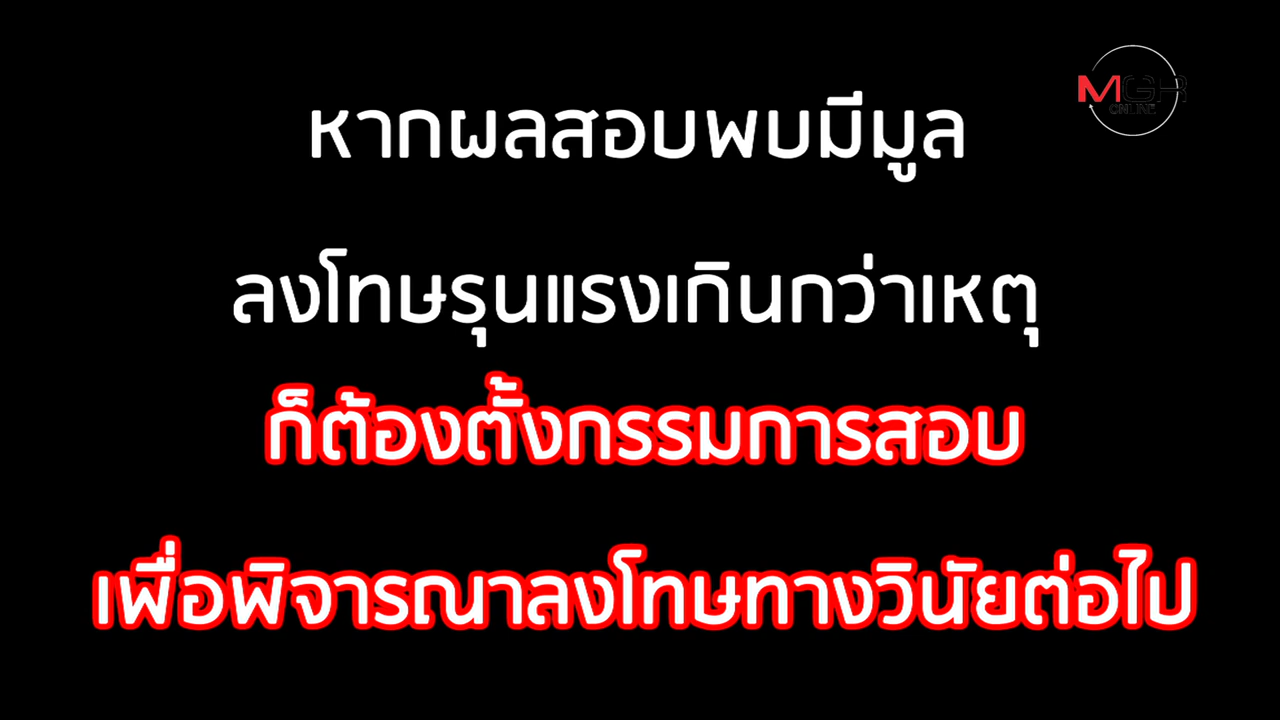 MGR
ONLINE
หากผลสอบพบมีมูล
ลงโทษรุนแรงเกินกว่าเหตุ
ก็ต้องตั้งกรรมการสอบ
เพื่อพิจารณาลงโทษทางวินัยต่อไป